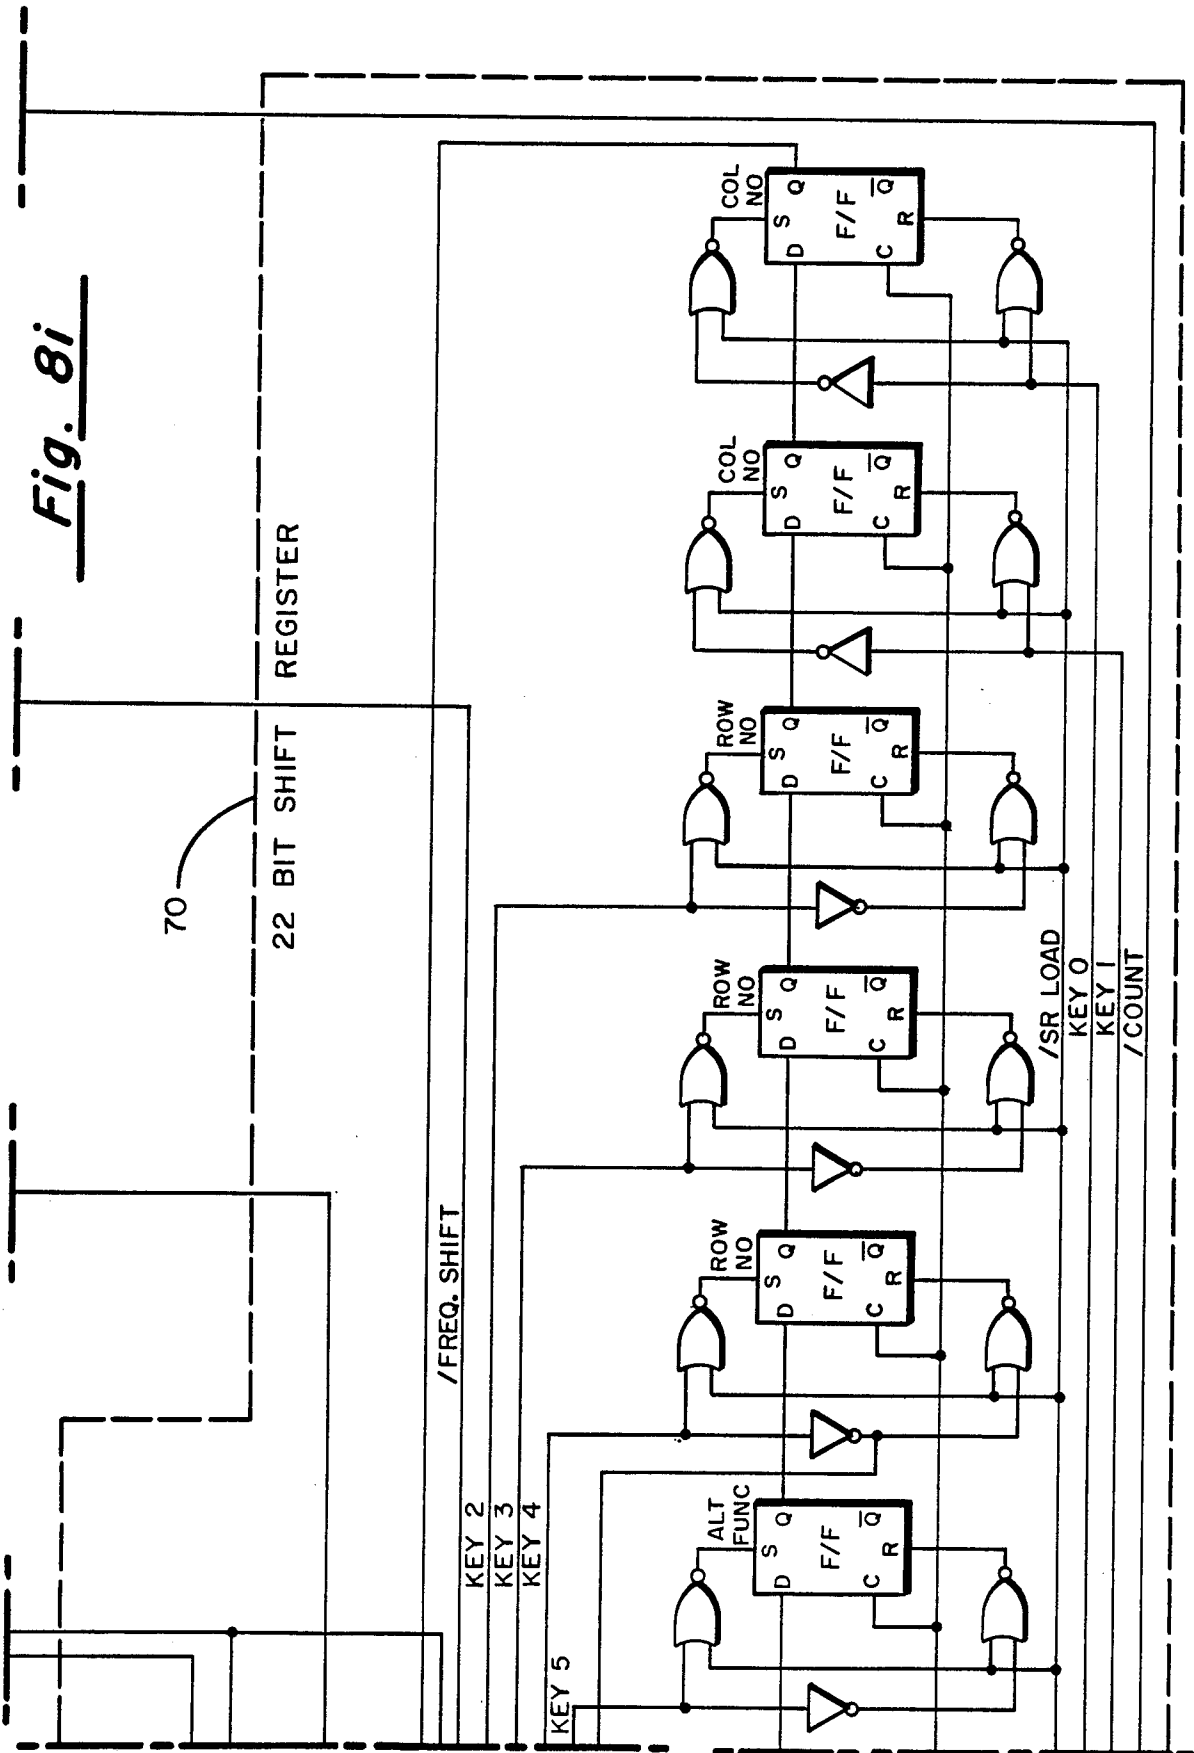 Fig. 8i
70
22 BIT SHIFT REGISTER
/FREQ. SHIFT
KEY 2
KEY 3
KEY 4
KEY 5
ALT
FUNC
S
D
Q
F/F
C
Q
R
ROW
NO
S
D
Q
F/F
C
Q
R
ROW
NO
S
D
Q
F/F
C
Q
R
ROW
NO
S
D
Q
F/F
C
Q
R
COL
NO
S
D
Q
F/F
C
Q
R
COL
NO
S
D
Q
F/F
C
Q
R
/SR LOAD
KEY 0
KEY 1
/COUNT